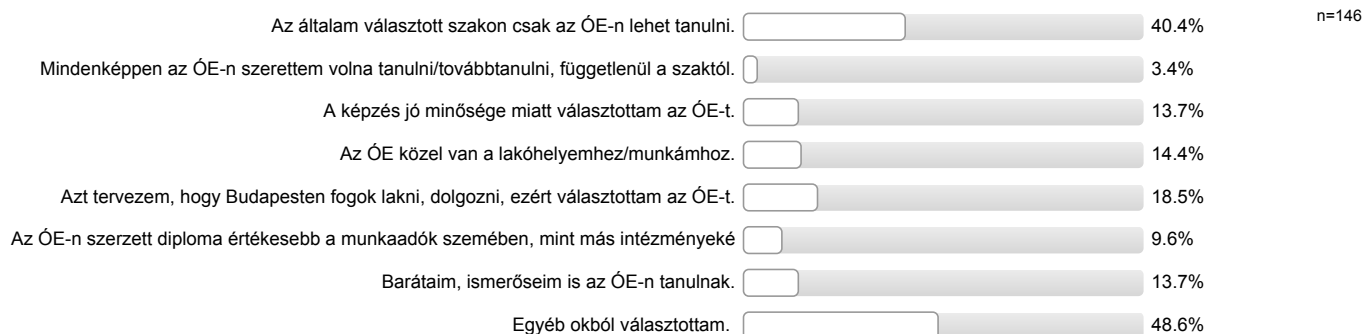 n=146
Az általam választott szakon csak az ÓE-n lehet tanulni. 40.4%
Mindenképpen az ÓE-n szerettem volna tanulni/továbbtanulni, függetlenül a szaktól. 3.4%
A képzés jó minősége miatt választottam az ÓE-t. 13.7%
Az ÓE közel van a lakóhelyemhez/munkámhoz. 14.4%
Azt tervezem, hogy Budapesten fogok lakni, dolgozni, ezért választottam az ÓE-t. 18.5%
Az ÓE-n szerzett diploma értékesebb a munkaadók szemében, mint más intézményeké 9.6%
Barátaim, ismerőseim is az ÓE-n tanulnak. 13.7%
Egyéb okból választottam. 48.6%